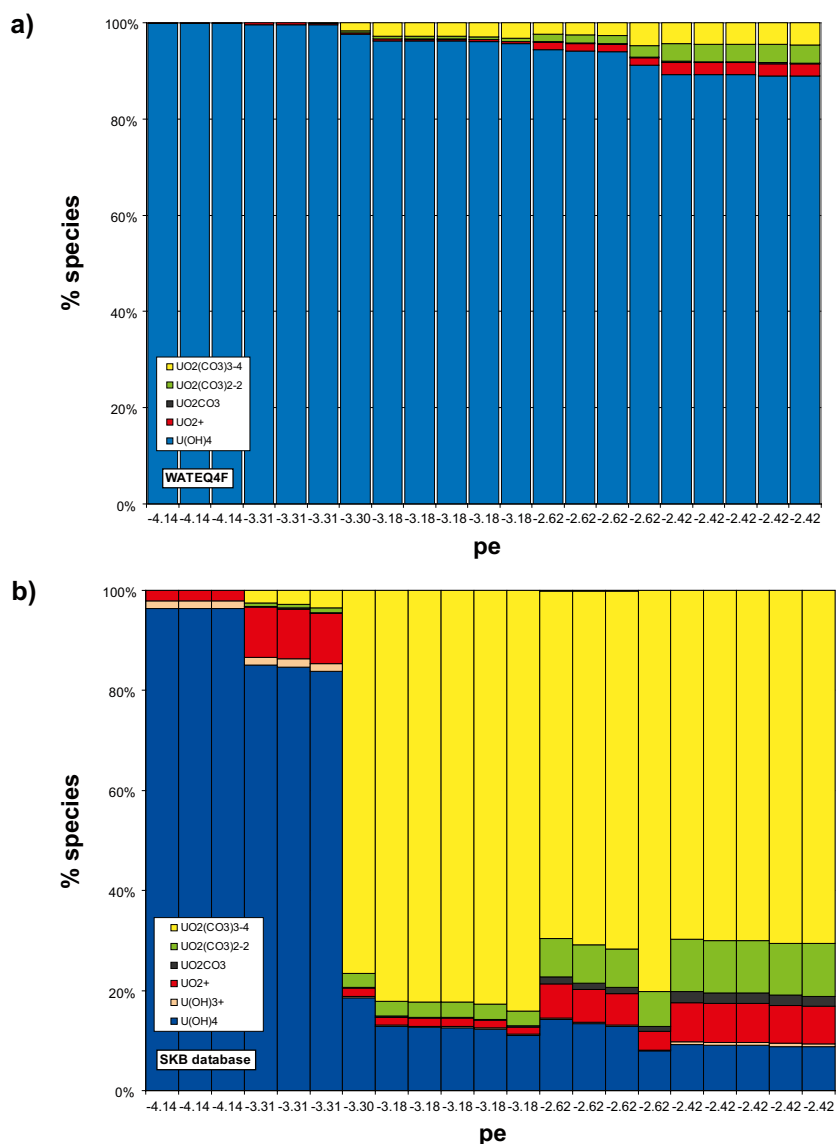 a)
100%
80%
60%
40%
20%
0%
% species
UO2(CO3)3-4
UO2(CO3)2-2
UO2CO3
UO2+
U(OH)4
WATEQ4F
-4.14 -4.14 -4.14 -3.31 -3.31 -3.31 -3.30 -3.18 -3.18 -3.18 -3.18 -3.18 -2.62 -2.62 -2.62 -2.62 -2.42 -2.42 -2.42 -2.42 -2.42
pe
b)
100%
80%
60%
40%
20%
0%
% species
UO2(CO3)3-4
UO2(CO3)2-2
UO2CO3
UO2+
U(OH)3+
U(OH)4
SKB database
-4.14 -4.14 -4.14 -3.31 -3.31 -3.31 -3.30 -3.18 -3.18 -3.18 -3.18 -3.18 -2.62 -2.62 -2.62 -2.62 -2.42 -2.42 -2.42 -2.42 -2.42
pe